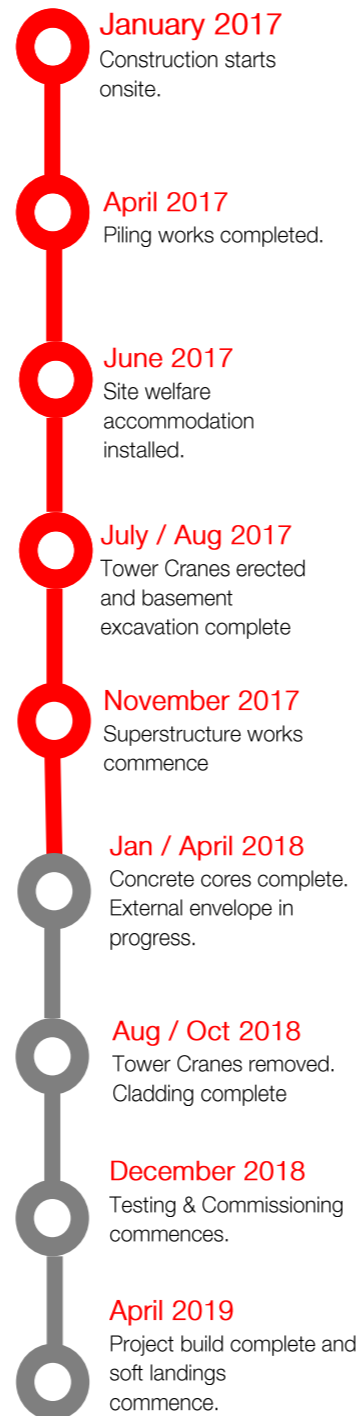 January 2017
Construction starts
onsite.
April 2017
Piling works completed.
June 2017
Site welfare
accommodation
installed.
July / Aug 2017
Tower Cranes erected
and basement
excavation complete
November 2017
Superstructure works
commence
Jan / April 2018
Concrete cores complete.
External envelope in
progress.
Aug / Oct 2018
Tower Cranes removed.
Cladding complete
December 2018
Testing & Commissioning
commences.
April 2019
Project build complete and
soft landings
commence.